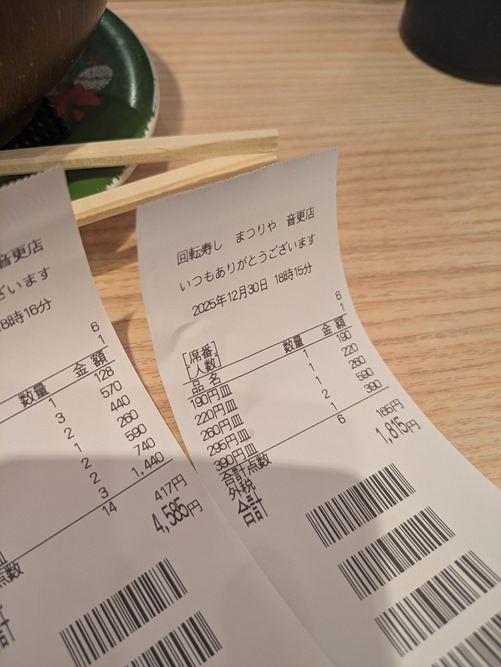 音更店
ざいます
8時16分
6
1
数量 金額
1 128
3 570
2 440
1 260
2 590
2 740
3 1,440
点数 14
417円
計 4,585円
回転寿し まつりや 音更店
いつもありがとうございます
2025年12月30日 18時15分
[席番] 6
人数 1
品名 数量 金額
190円皿 1 190
220円皿 1 220
260円皿 1 260
295円皿 2 590
390円皿 1 390
合計点数 6
外税 165円
合計 1,815円